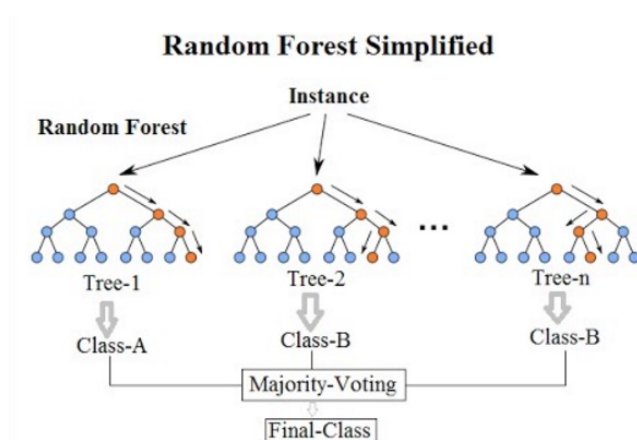 Random Forest Simplified
Instance
Random Forest
...
Tree-1
Tree-2
Tree-n
Class-A
Class-B
Class-B
Majority-Voting
Final-Class